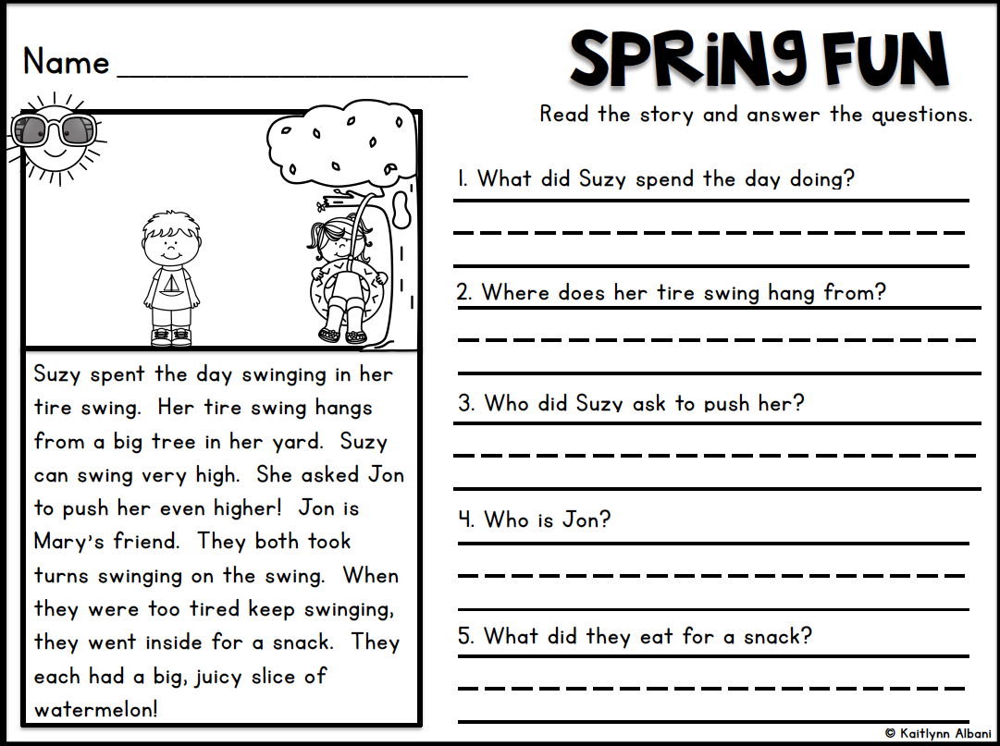 Name
SPRING FUN
Read the story and answer the questions.
Suzy spent the day swinging in her
tire swing. Her tire swing hangs
from a big tree in her yard. Suzy
can swing very high. She asked Jon
to push her even higher! Jon is
Mary's friend. They both took
turns swinging on the swing. When
they were too tired keep swinging,
they went inside for a snack. They
each had a big, juicy slice of
watermelon!
1. What did Suzy spend the day doing?
2. Where does her tire swing hang from?
3. Who did Suzy ask to push her?
4. Who is Jon?
5. What did they eat for a snack?
© Kaitlynn Albani